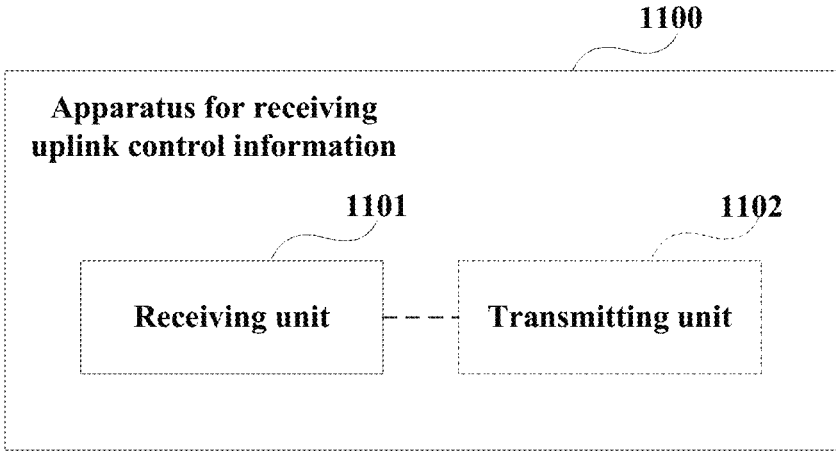 1100
Apparatus for receiving
uplink control information
1101
1102
Receiving unit
Transmitting unit